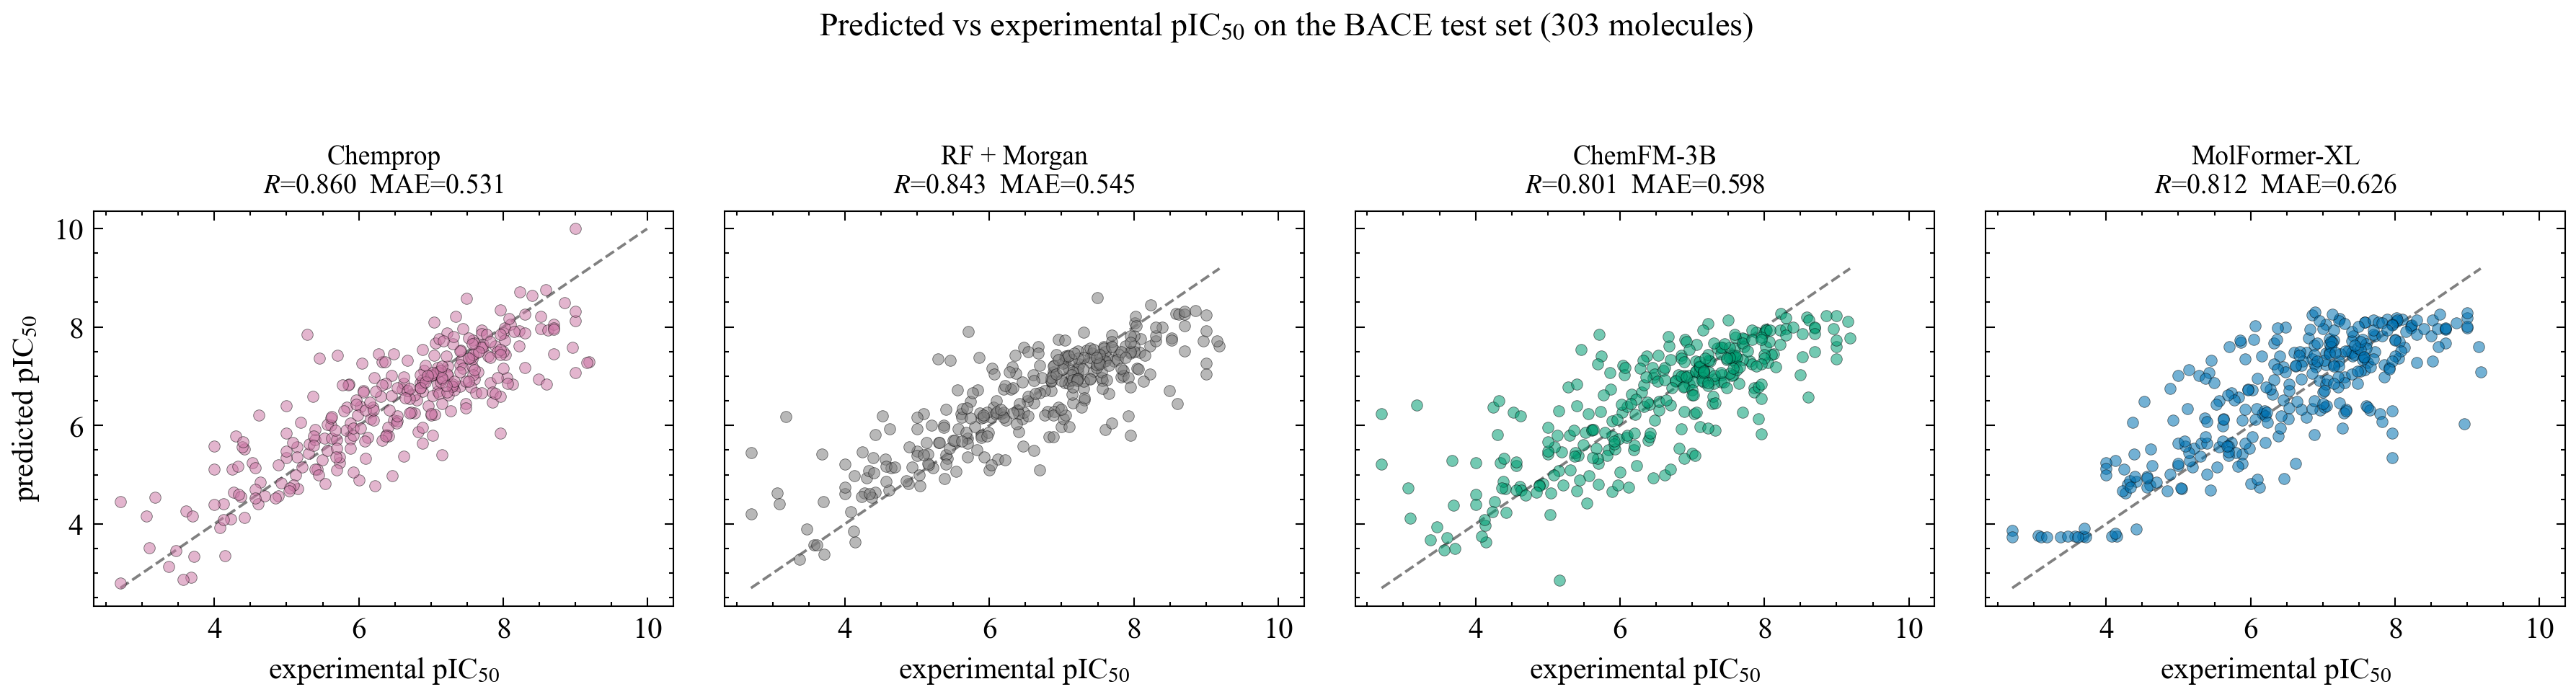 Predicted vs experimental pIC₅₀ on the BACE test set (303 molecules)
Chemprop
R=0.860 MAE=0.531
RF + Morgan
R=0.843 MAE=0.545
ChemFM-3B
R=0.801 MAE=0.598
MolFormer-XL
R=0.812 MAE=0.626
predicted pIC₅₀
10
8
6
4
4 6 8 10
4 6 8 10
4 6 8 10
4 6 8 10
experimental pIC₅₀
experimental pIC₅₀
experimental pIC₅₀
experimental pIC₅₀